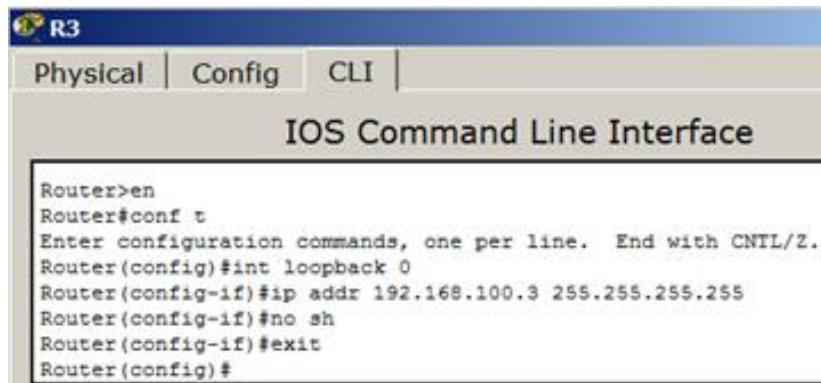 R3
Physical Config CLI
IOS Command Line Interface
Router>en
Router#conf t
Enter configuration commands, one per line.  End with CNTL/Z.
Router(config)#int loopback 0
Router(config-if)#ip addr 192.168.100.3 255.255.255.255
Router(config-if)#no sh
Router(config-if)#exit
Router(config)#